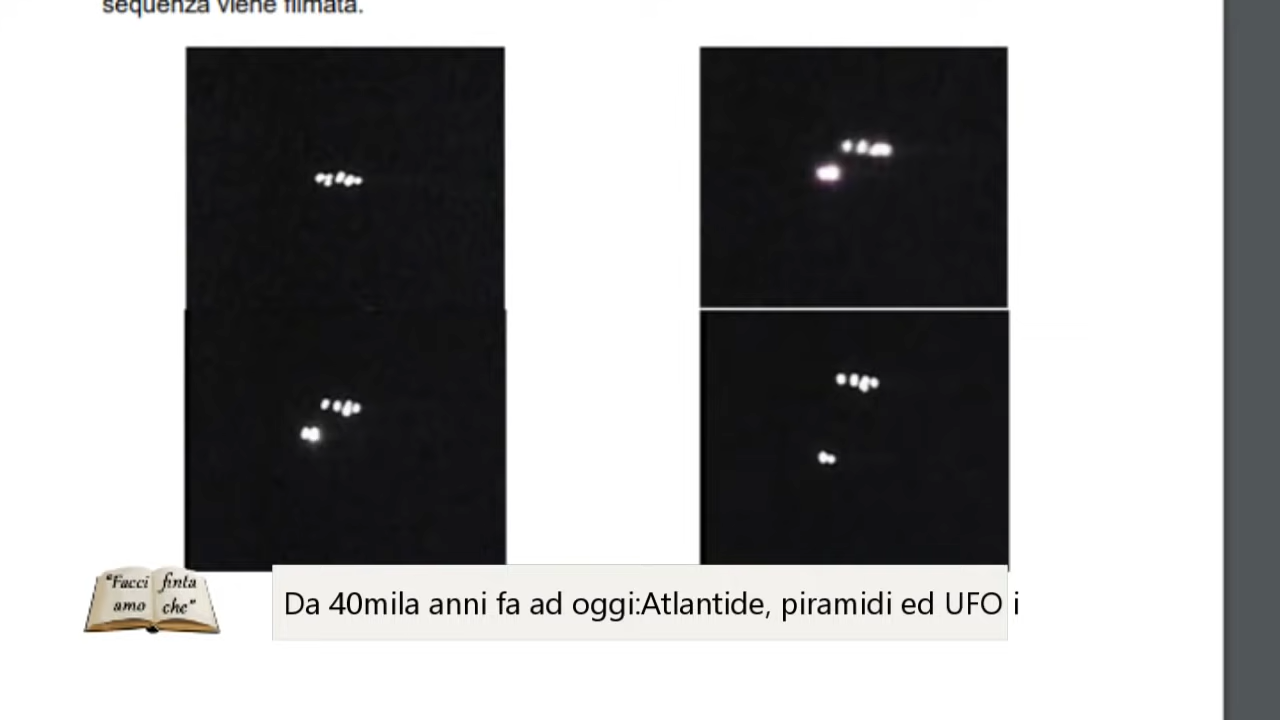 sequenza viene filmata.
"Facci finta
amo che"
Da 40mila anni fa ad oggi:Atlantide, piramidi ed UFO i